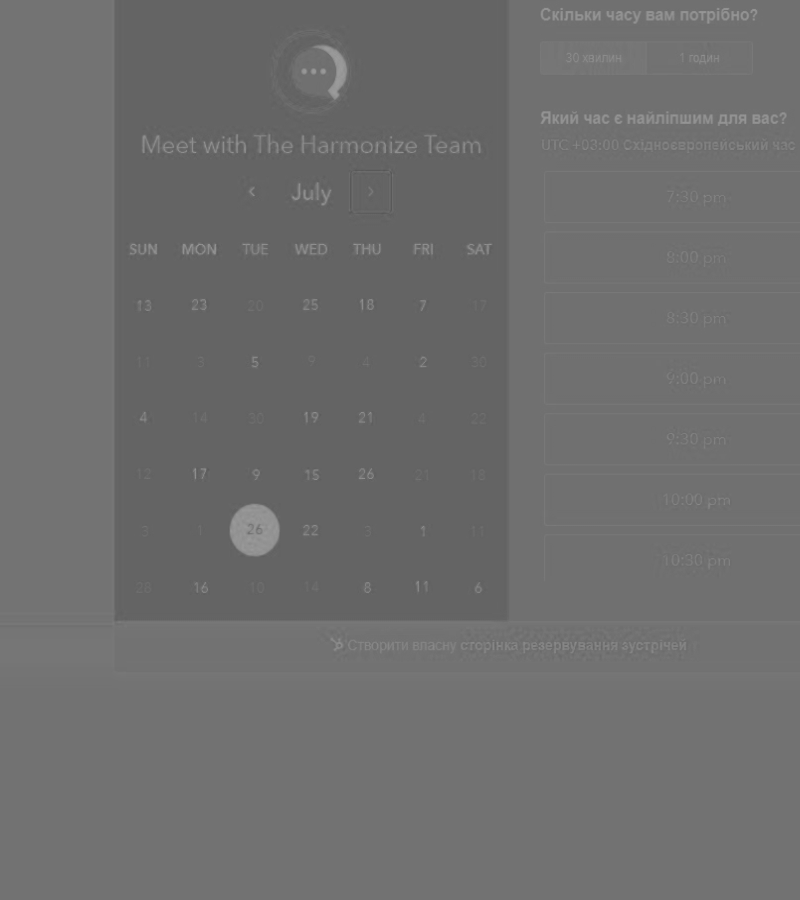 Скільки часу вам потрібно?
30 хвилин 1 годин
Meet with The Harmonize Team
July
SUN MON TUE WED THU FRI SAT
13 23 20 25 18 7 17
11 3 5 9 4 2 30
4 14 30 19 21 4 22
12 17 9 15 26 21 18
3 1 26 22 3 1 11
28 16 10 14 8 11 6
Який час є найліпшим для вас?
UTC +03:00 Східноєвропейський час
7:30 pm
8:00 pm
8:30 pm
9:00 pm
9:30 pm
10:00 pm
10:30 pm
Створити власну сторінка резервування зустрічей